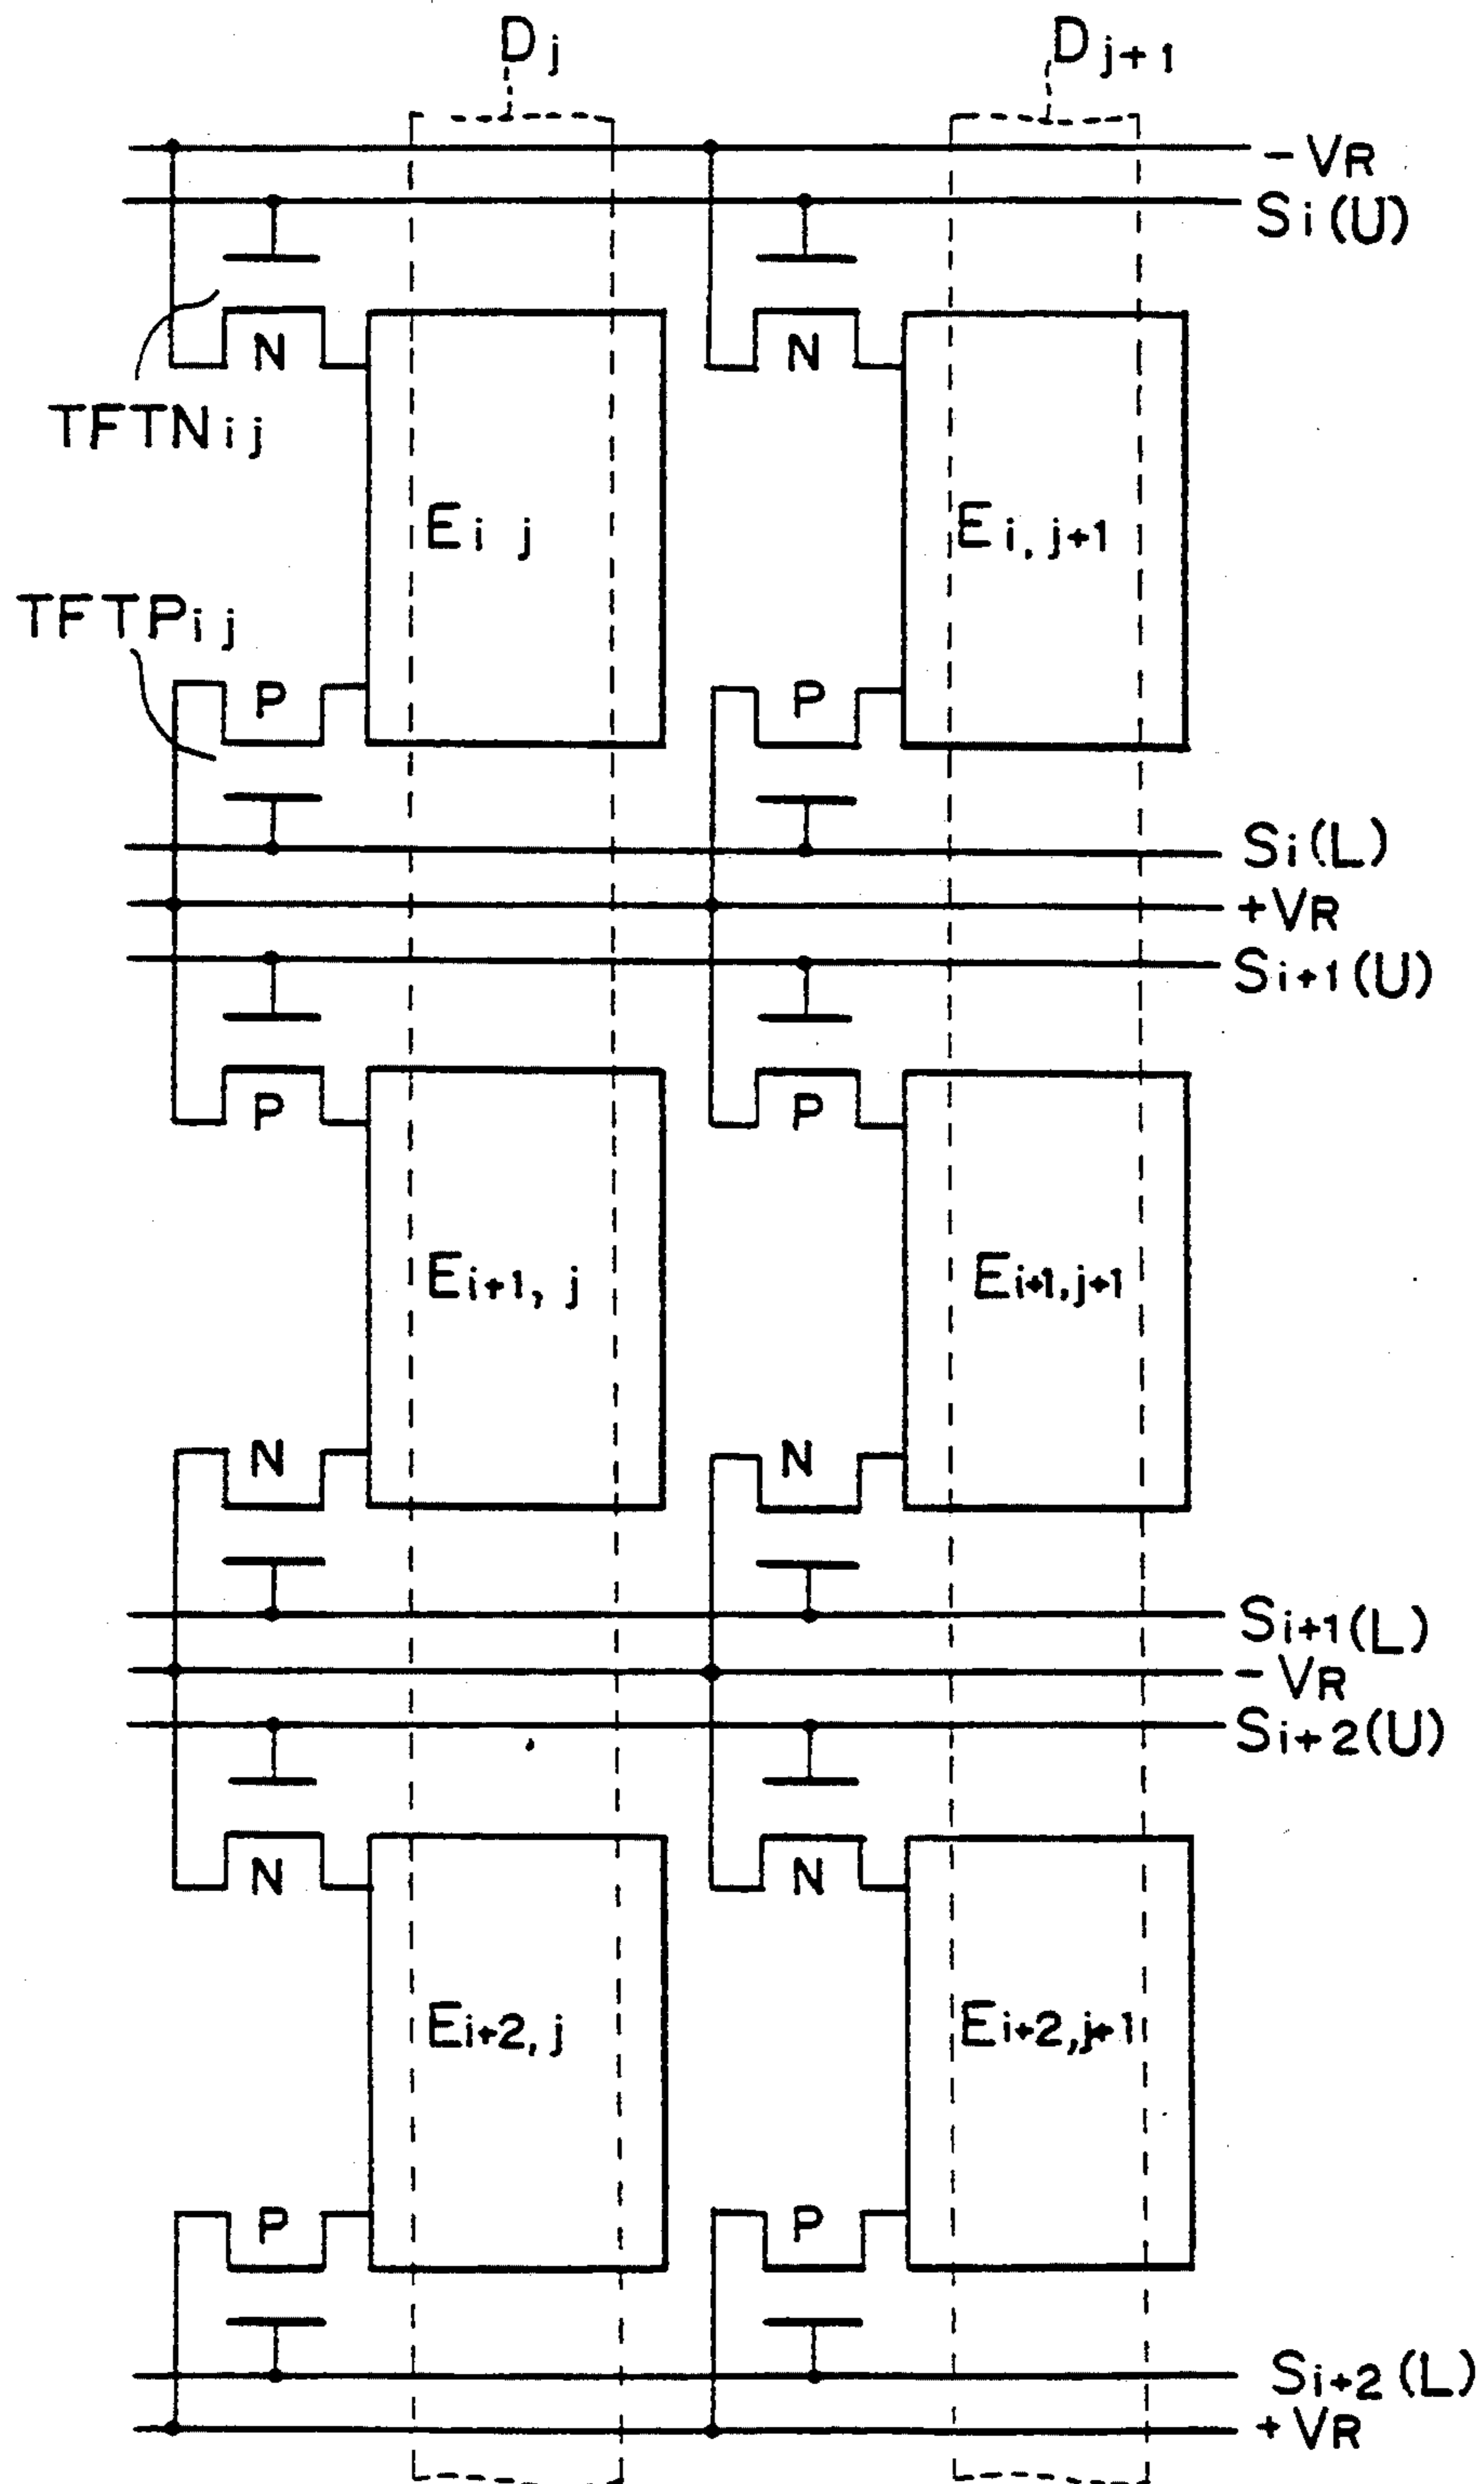 Dj Dj+1
-VR
Si(U)
N N
TFTNij
Ei j Ei,j+1
TFTPij
P P
Si(L)
+VR
Si+1(U)
P P
Ei+1,j Ei+1,j+1
N N
Si+1(L)
-VR
Si+2(U)
N N
Ei+2,j Ei+2,j+1
P P
Si+2(L)
+VR